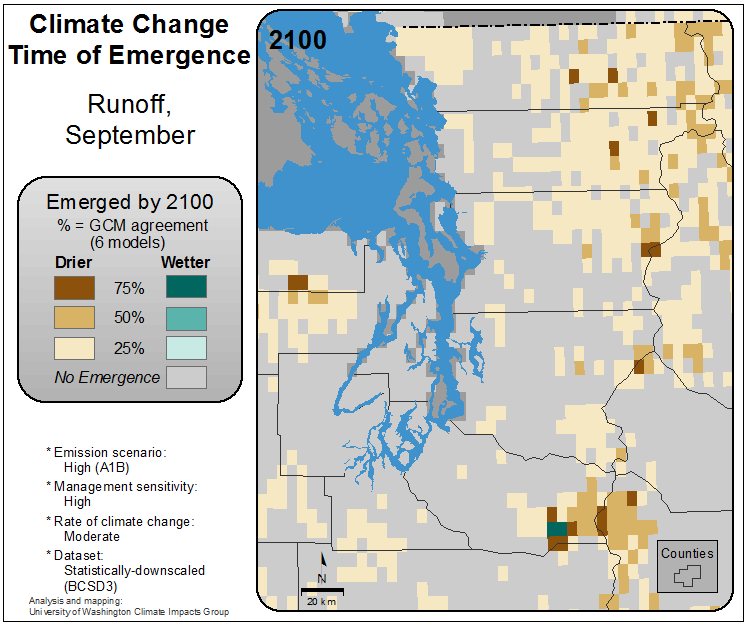 Climate Change
Time of Emergence
Runoff,
September
Emerged by 2100
% = GCM agreement
(6 models)
Drier Wetter
75%
50%
25%
No Emergence
* Emission scenario:
High (A1B)
* Management sensitivity:
High
* Rate of climate change:
Moderate
* Dataset:
Statistically-downscaled
(BCSD3)
Analysis and mapping:
University of Washington Climate Impacts Group
2100
N
20 km
Counties